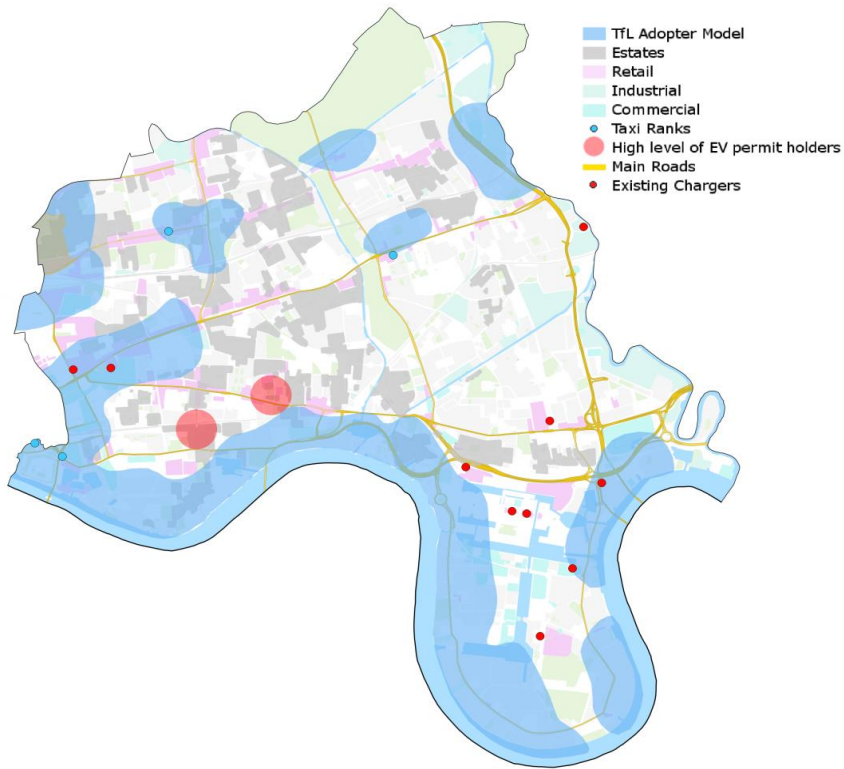 TfL Adopter Model
Estates
Retail
Industrial
Commercial
Taxi Ranks
High level of EV permit holders
Main Roads
Existing Chargers